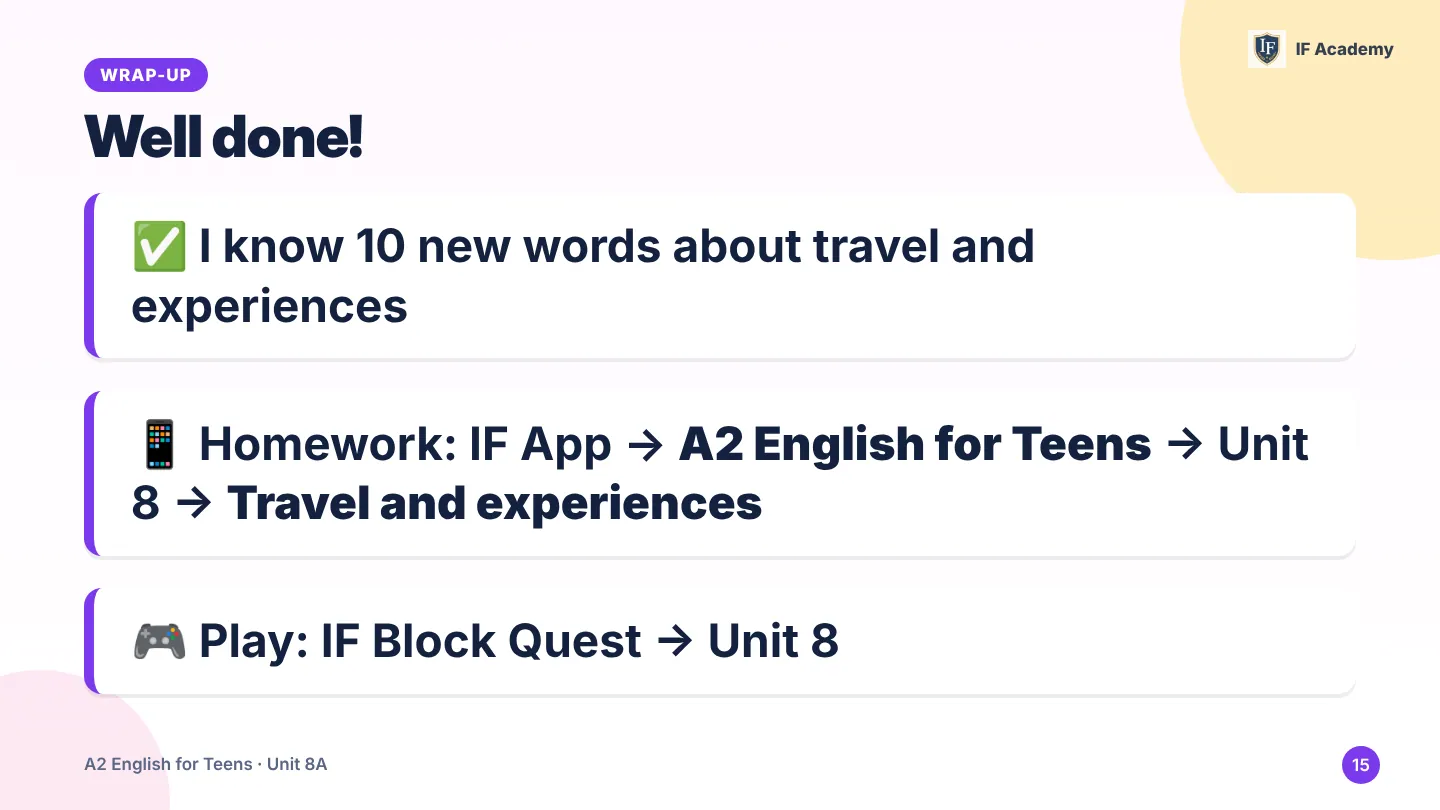 IF Academy
WRAP-UP
Well done!
✅ I know 10 new words about travel and
experiences
📱 Homework: IF App → A2 English for Teens → Unit
8 → Travel and experiences
🎮 Play: IF Block Quest → Unit 8
A2 English for Teens · Unit 8A
15